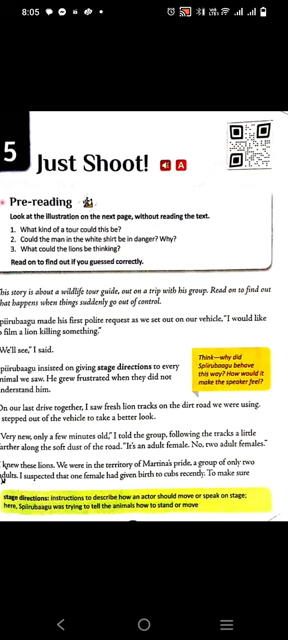 8:05
5
Just Shoot!
A
Pre-reading
Look at the illustration on the next page, without reading the text.
1. What kind of a tour could this be?
2. Could the man in the white shirt be in danger? Why?
3. What could the lions be thinking?
Read on to find out if you guessed correctly.
his story is about a wildlife tour guide, out on a trip with his group. Read on to find out
hat happens when things suddenly go out of control.
piirubaagu made his first polite request as we set out on our vehicle. "I would like
o film a lion killing something."
We'll see," I said.
piirubaagu insisted on giving stage directions to every
nimal we saw. He grew frustrated when they did not
nderstand him.
Think—why did
Spiirubaagu behave
this way? How would it
make the speaker feel?
On our last drive together, I saw fresh lion tracks on the dirt road we were using.
stepped out of the vehicle to take a better look.
Very new, only a few minutes old," I told the group, following the tracks a little
arther along the soft dust of the road. "It's an adult female. No, two adult females."
knew these lions. We were in the territory of Martina's pride, a group of only two
dults. I suspected that one female had given birth to cubs recently. To make sure
stage directions: instructions to describe how an actor should move or speak on stage;
here, Spiirubaagu was trying to tell the animals how to stand or move